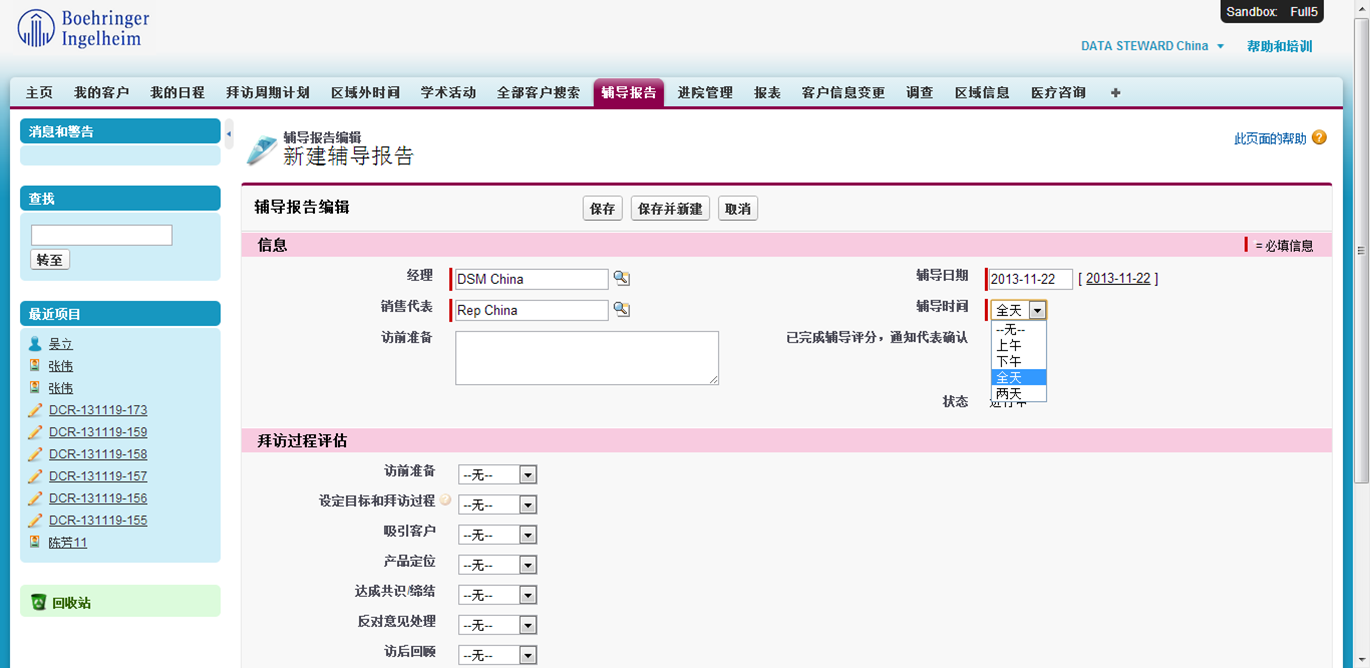 Boehringer
Ingelheim
Sandbox: Full5
DATA STEWARD China 帮助和培训
主页 我的客户 我的日程 拜访周期计划 区域外时间 学术活动 全部客户搜索 辅导报告 进院管理 报表 客户信息变更 调查 区域信息 医疗咨询 +
消息和警告
查找
转至
最近项目
吴立
张伟
张伟
DCR-131119-173
DCR-131119-159
DCR-131119-158
DCR-131119-157
DCR-131119-156
DCR-131119-155
陈芳11
回收站
辅导报告编辑
新建辅导报告
此页面的帮助 ?
辅导报告编辑 保存 保存并新建 取消
信息 = 必填信息
经理 DSM China 辅导日期 2013-11-22 [ 2013-11-22 ]
销售代表 Rep China 辅导时间 全天
--无--
上午
下午
全天
两天
访前准备 已完成辅导评分，通知代表确认
状态
拜访过程评估
访前准备 --无--
设定目标和拜访过程 --无--
吸引客户 --无--
产品定位 --无--
达成共识/缔结 --无--
反对意见处理 --无--
访后回顾 --无--